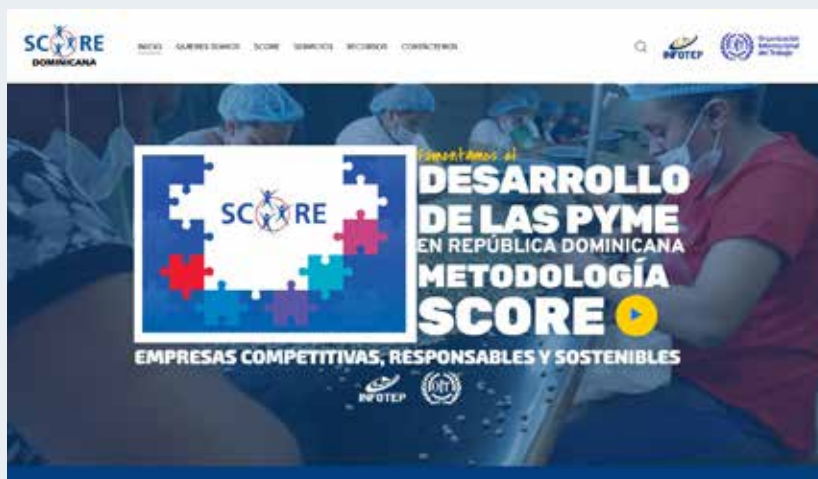 SCORE
DOMINICANA
INICIO QUIENES SOMOS SCORE SERVICIOS RECURSOS CONTÁCTENOS
INFOTEP
Organización
Internacional
del Trabajo
Fomentamos el
DESARROLLO
DE LAS PYME
EN REPÚBLICA DOMINICANA
METODOLOGÍA
SCORE
SCORE
EMPRESAS COMPETITIVAS, RESPONSABLES Y SOSTENIBLES
INFOTEP
OIT